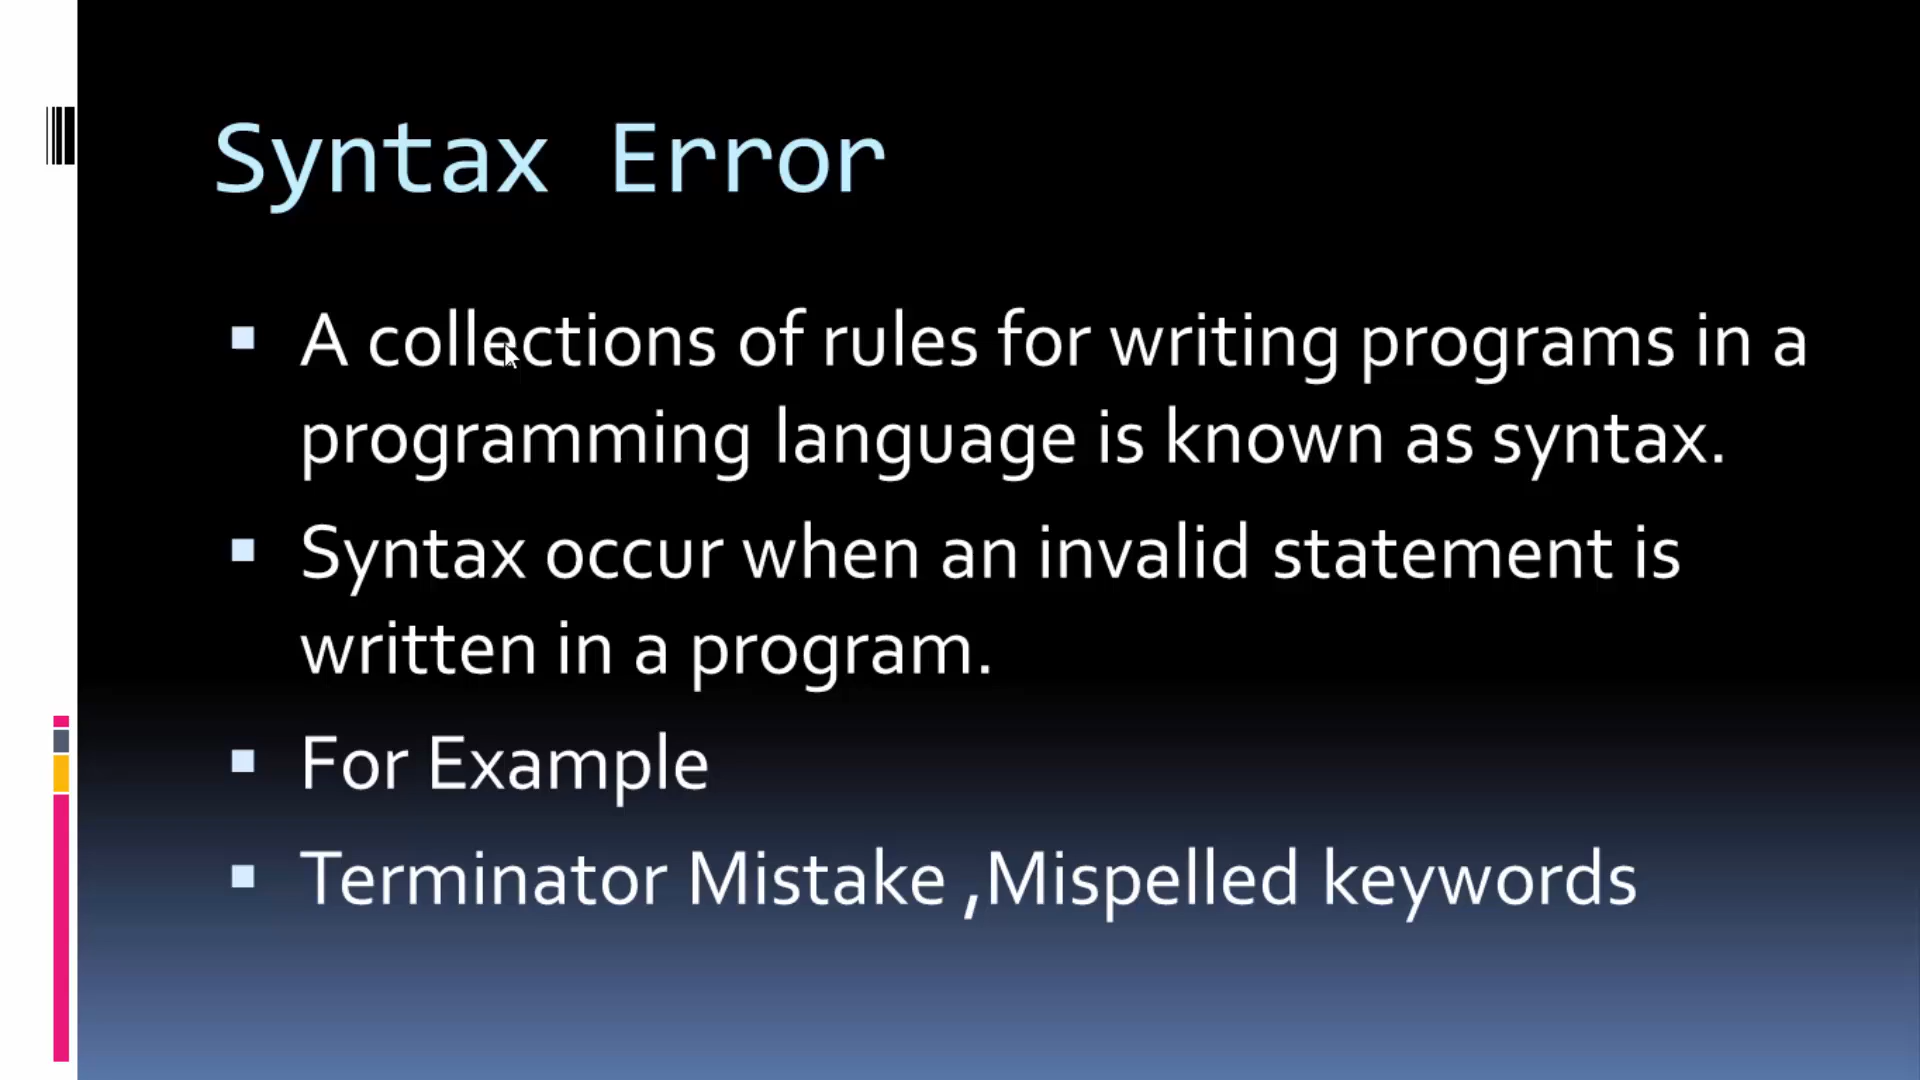 Syntax Error
A collections of rules for writing programs in a
programming language is known as syntax.
Syntax occur when an invalid statement is
written in a program.
For Example
Terminator Mistake ,Mispelled keywords